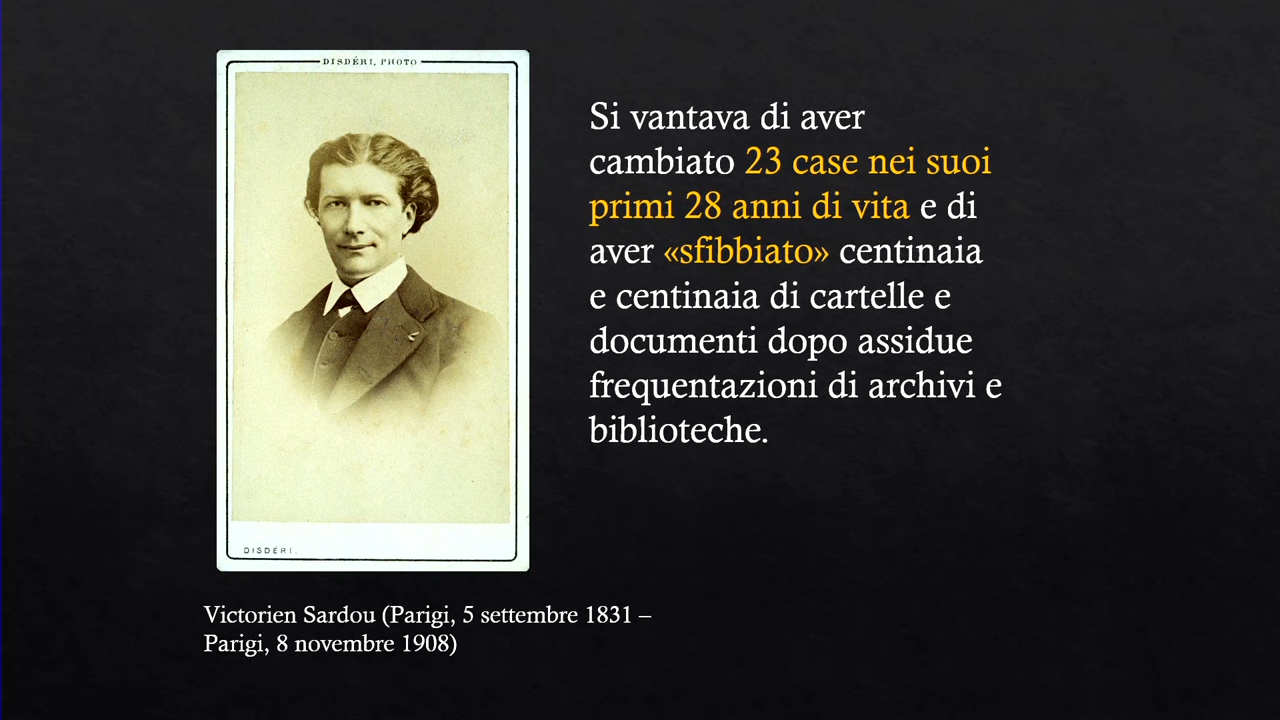 DISDÉRI, PHOTO
Si vantava di aver
cambiato 23 case nei suoi
primi 28 anni di vita e di
aver «sfibbiato» centinaia
e centinaia di cartelle e
documenti dopo assidue
frequentazioni di archivi e
biblioteche.
DISDÉRI.
Victorien Sardou (Parigi, 5 settembre 1831 –
Parigi, 8 novembre 1908)